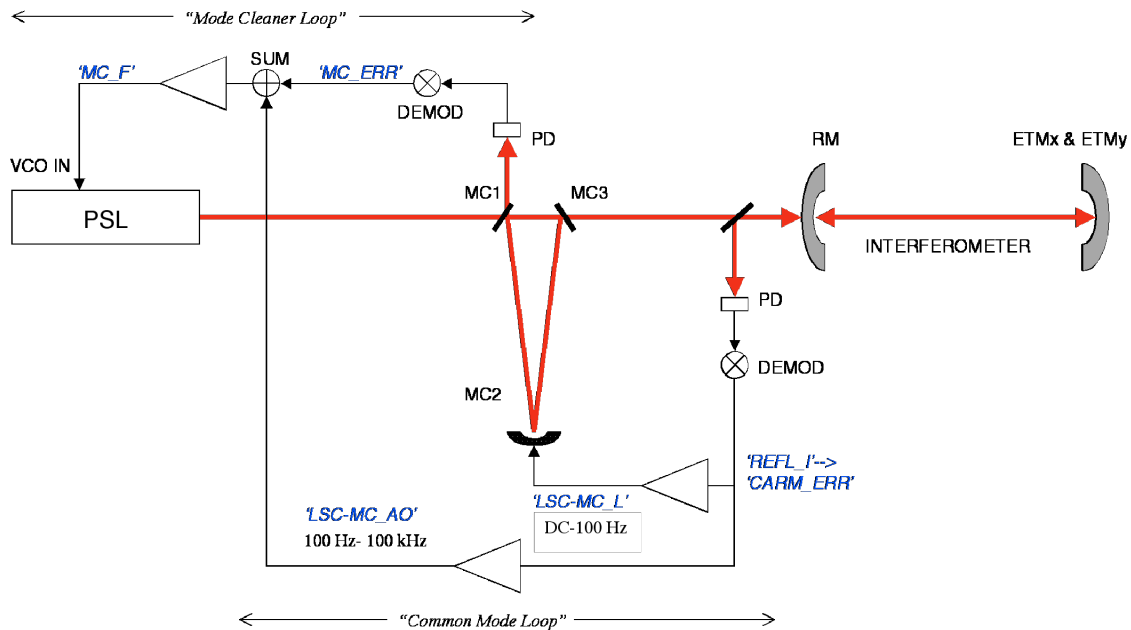 “Mode Cleaner Loop”
SUM
‘MC_F’
‘MC_ERR’
DEMOD
PD
RM
ETMx & ETMy
VCO IN
MC1
MC3
PSL
INTERFEROMETER
PD
DEMOD
MC2
‘REFL_I’-->
‘CARM_ERR’
‘LSC-MC_L’
‘LSC-MC_AO’
DC-100 Hz
100 Hz- 100 kHz
“Common Mode Loop”